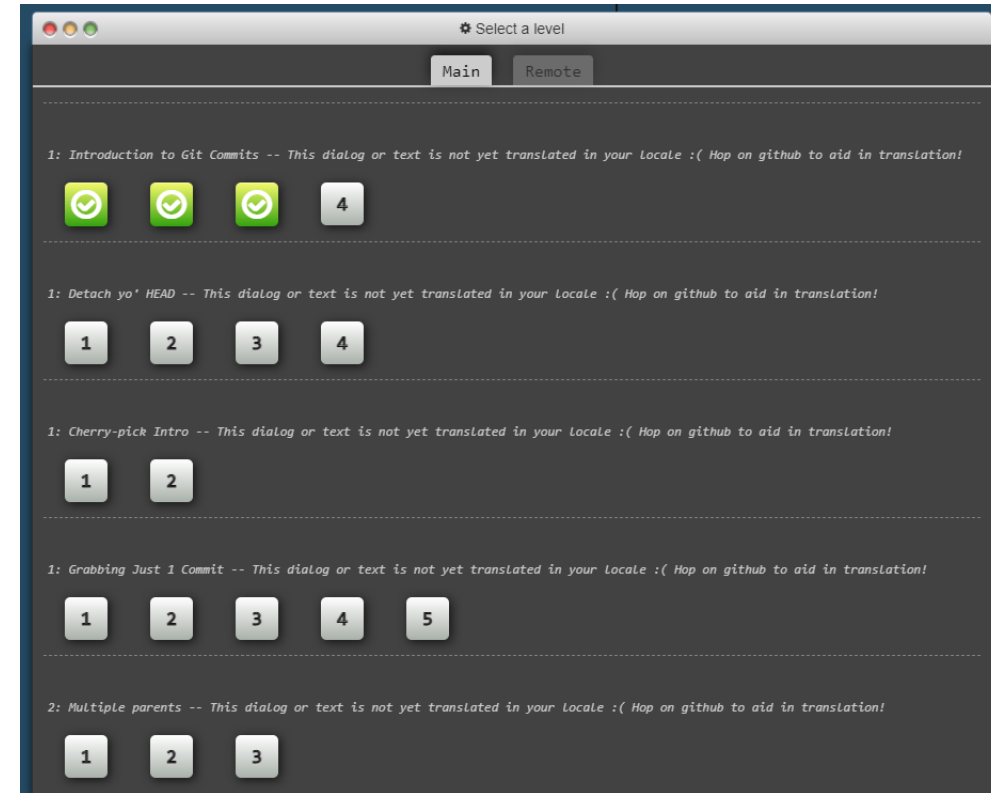 Select a level
Main Remote
1: Introduction to Git Commits -- This dialog or text is not yet translated in your locale :( Hop on github to aid in translation!
4
1: Detach yo' HEAD -- This dialog or text is not yet translated in your locale :( Hop on github to aid in translation!
1 2 3 4
1: Cherry-pick Intro -- This dialog or text is not yet translated in your locale :( Hop on github to aid in translation!
1 2
1: Grabbing Just 1 Commit -- This dialog or text is not yet translated in your locale :( Hop on github to aid in translation!
1 2 3 4 5
2: Multiple parents -- This dialog or text is not yet translated in your locale :( Hop on github to aid in translation!
1 2 3